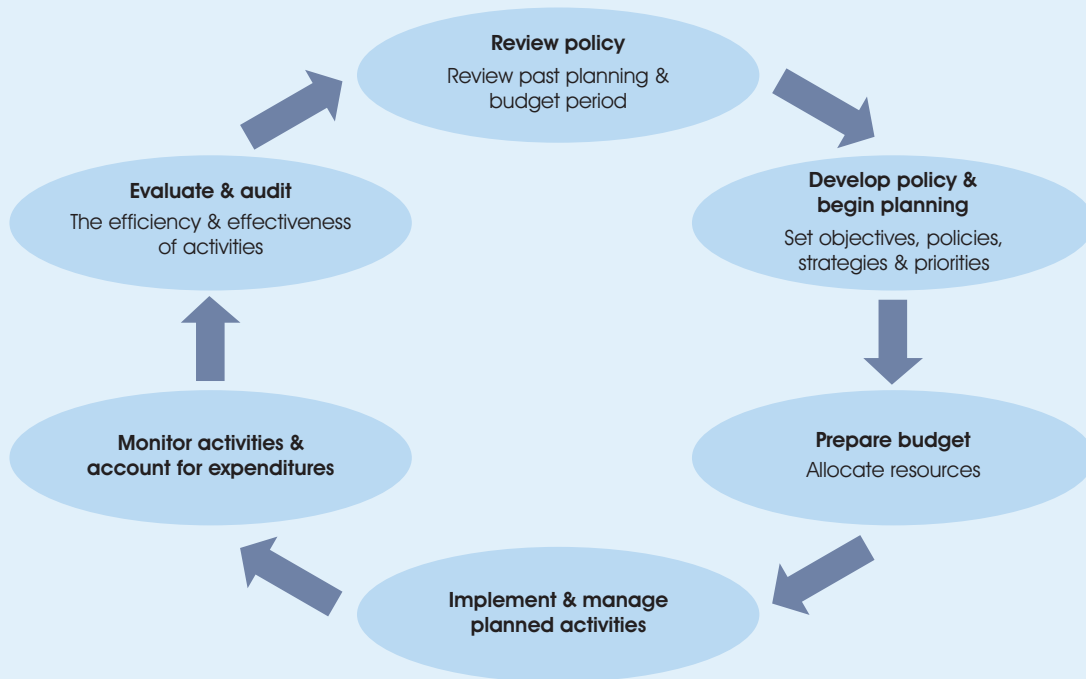 Review policy
Review past planning &
budget period
Develop policy &
begin planning
Set objectives, policies,
strategies & priorities
Prepare budget
Allocate resources
Implement & manage
planned activities
Monitor activities &
account for expenditures
Evaluate & audit
The efficiency & effectiveness
of activities